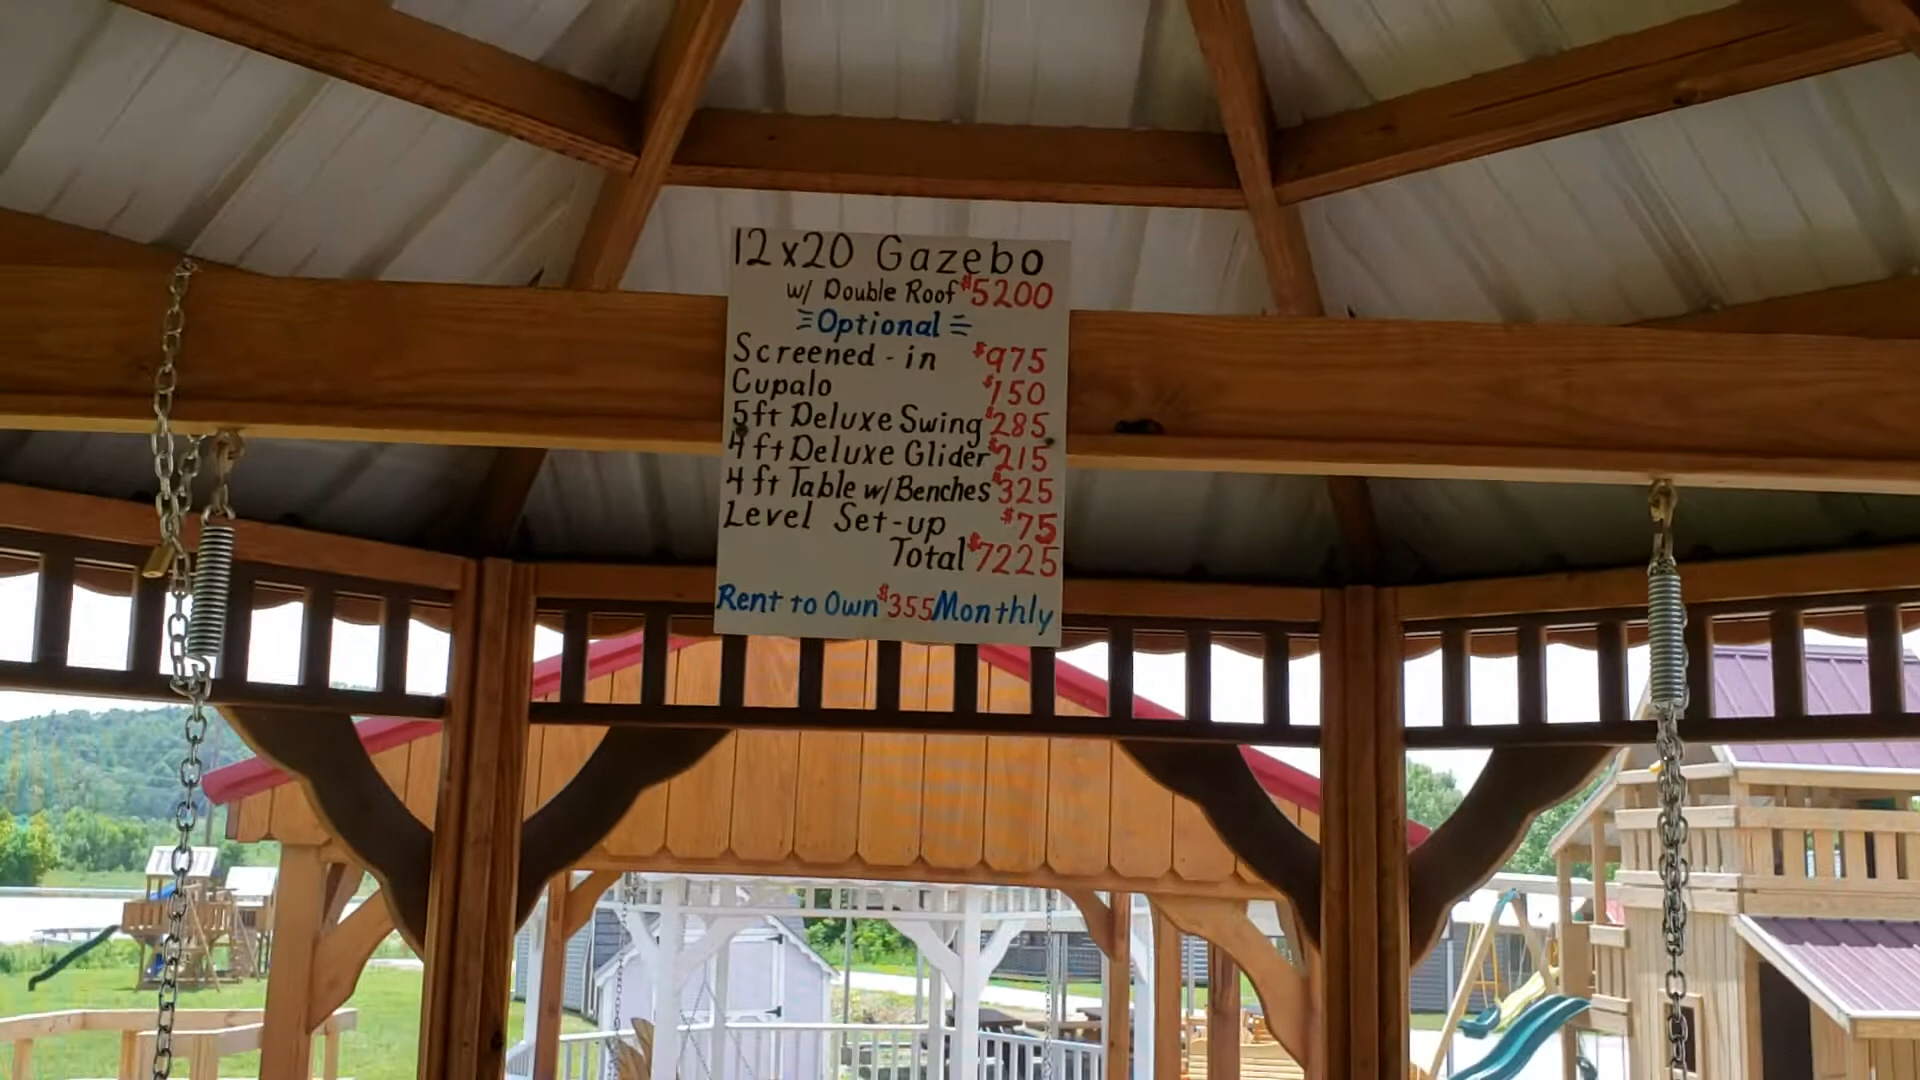 12x20 Gazebo
w/ Double Roof $5200
Optional
Screened-in $975
Cupalo $150
5ft Deluxe Swing $285
4ft Deluxe Glider $215
4ft Table w/Benches $325
Level Set-up $75
Total $7225
Rent to Own $355 Monthly